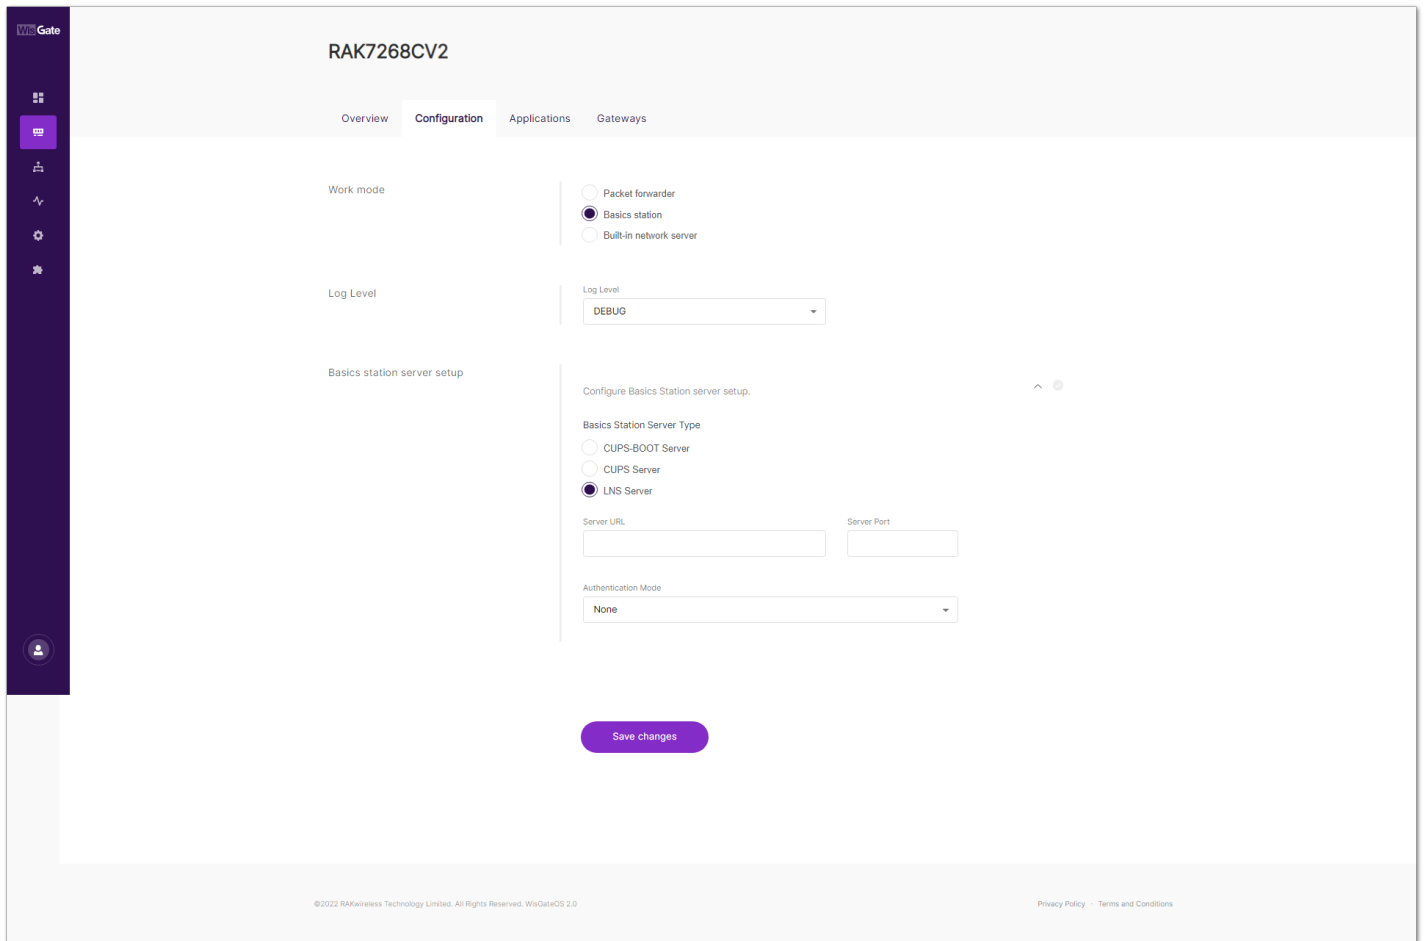 WisGate
RAK7268CV2
Overview Configuration Applications Gateways
Work mode
Packet forwarder
Basics station
Built-in network server
Log Level
Log Level
DEBUG
Basics station server setup
Configure Basics Station server setup.
Basics Station Server Type
CUPS-BOOT Server
CUPS Server
LNS Server
Server URL Server Port
Authentication Mode
None
Save changes
©2022 RAKwireless Technology Limited. All Rights Reserved. WisGateOS 2.0 Privacy Policy · Terms and Conditions